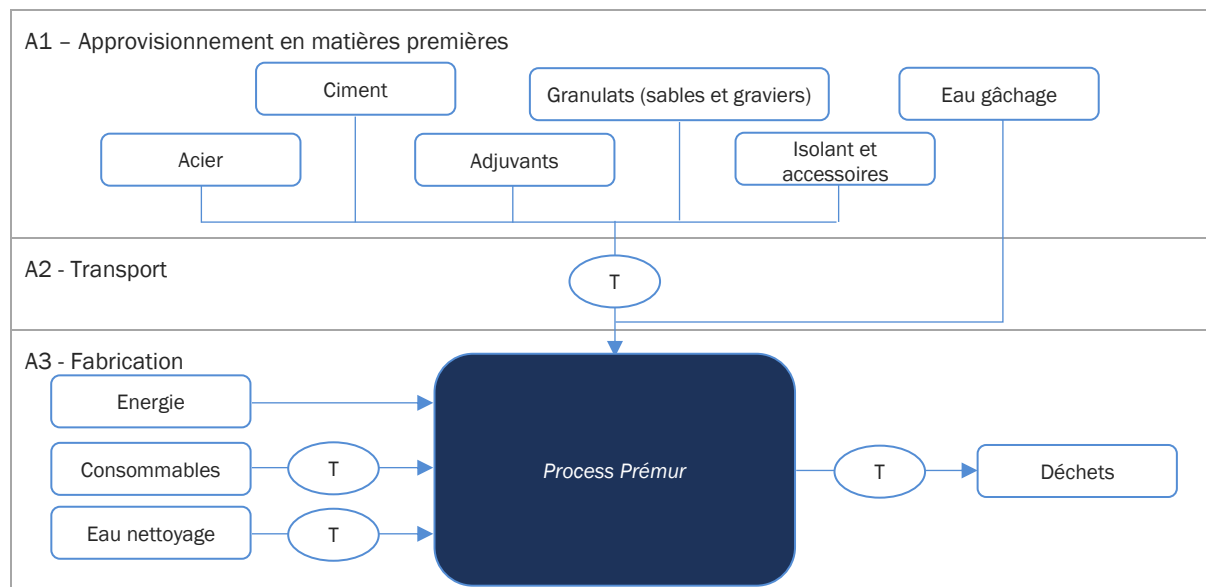 A1 – Approvisionnement en matières premières
Ciment
Granulats (sables et graviers)
Eau gâchage
Acier
Adjuvants
Isolant et
accessoires
A2 - Transport
T
A3 - Fabrication
Energie
Consommables
T
Process Prémur
T
Déchets
Eau nettoyage
T